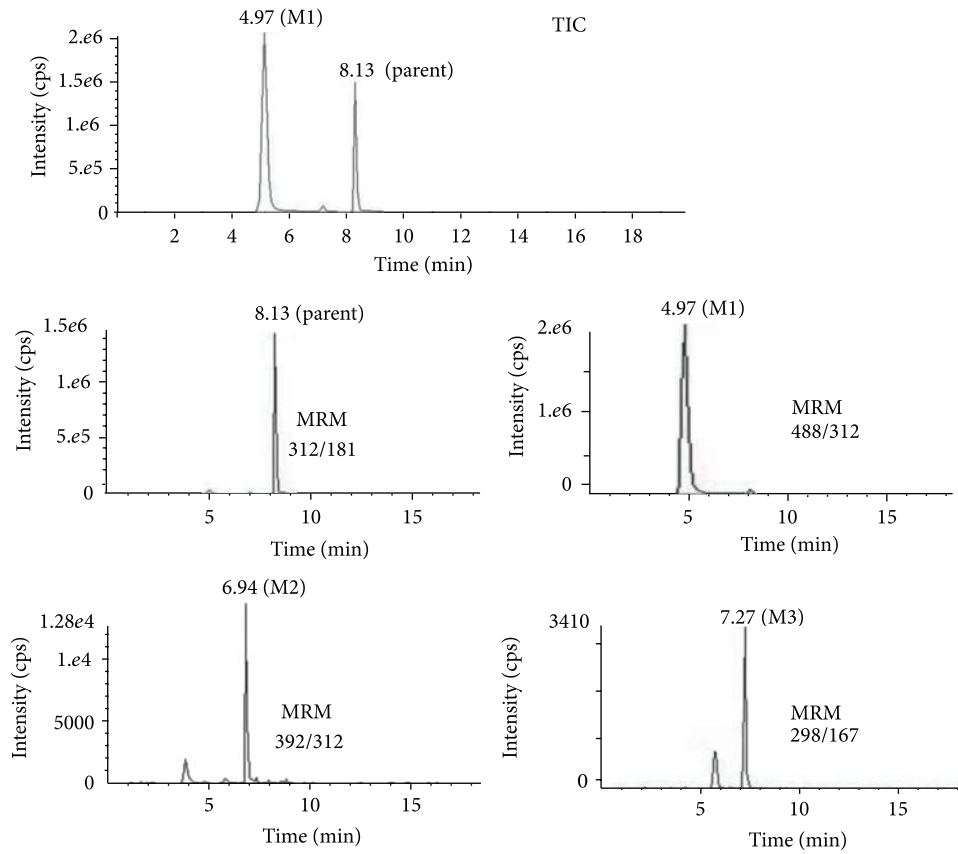 TIC
4.97 (M1)
8.13 (parent)
2.e6
1.5e6
1.e6
5.e5
0
Intensity (cps)
2 4 6 8 10 12 14 16 18
Time (min)
8.13 (parent)
1.5e6
1.e6
5.e5
0
Intensity (cps)
MRM
312/181
5 10 15
Time (min)
4.97 (M1)
2.e6
1.e6
0
Intensity (cps)
MRM
488/312
5 10 15
Time (min)
6.94 (M2)
1.28e4
1.e4
5000
0
Intensity (cps)
MRM
392/312
5 10 15
Time (min)
7.27 (M3)
3410
0
Intensity (cps)
MRM
298/167
5 10 15
Time (min)